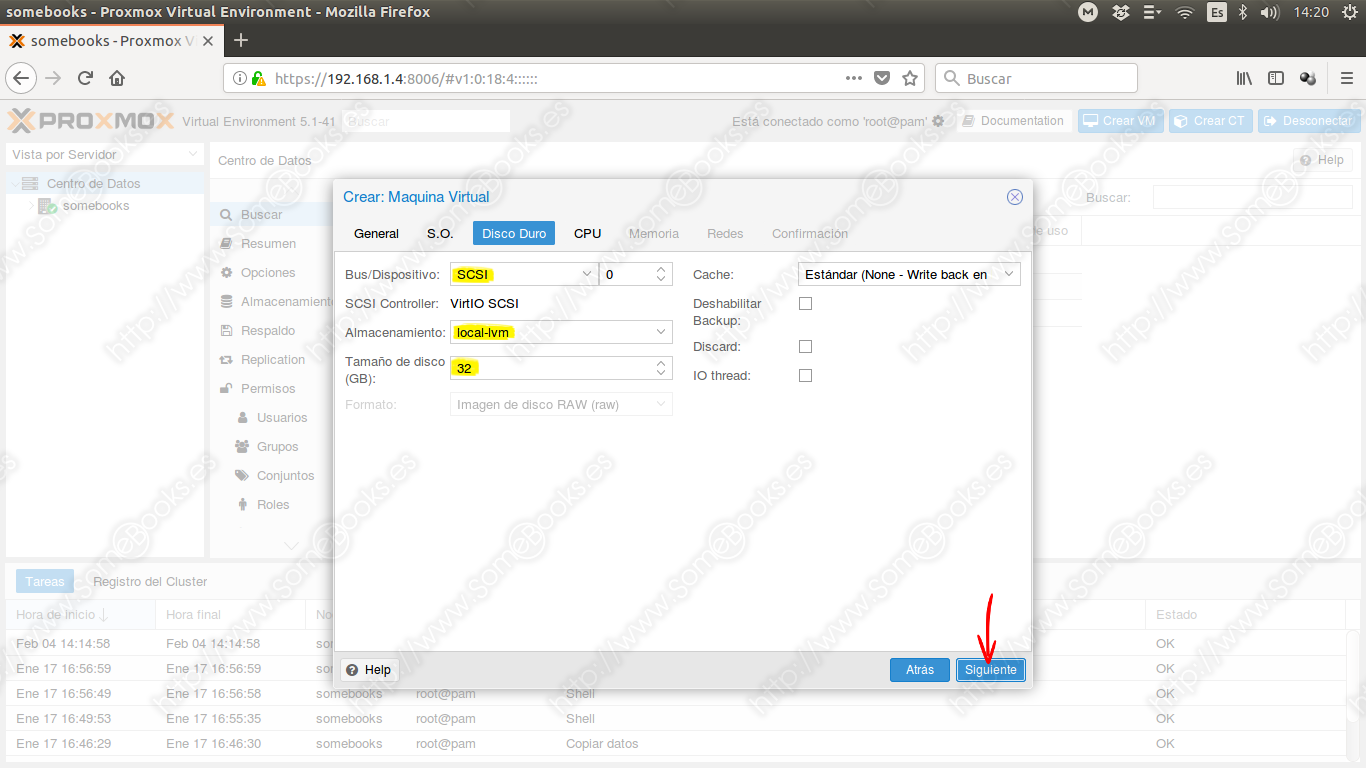 somebooks - Proxmox Virtual Environment - Mozilla Firefox
Es
14:20
somebooks - Proxmox V
https://192.168.1.4:8006/#v1:0:18:4::::::
Buscar
PROXMOX Virtual Environment 5.1-41 Buscar
Está conectado como 'root@pam'
Documentation
Crear VM
Crear CT
Desconectar
Vista por Servidor
Centro de Datos
somebooks
Centro de Datos
Help
Buscar:
de uso
Buscar
Resumen
Opciones
Almacenamiento
Respaldo
Replication
Permisos
Usuarios
Grupos
Conjuntos
Roles
Crear: Maquina Virtual
General S.O. Disco Duro CPU Memoria Redes Confirmación
Bus/Dispositivo: SCSI 0
SCSI Controller: VirtIO SCSI
Almacenamiento: local-lvm
Tamaño de disco
(GB): 32
Formato: Imagen de disco RAW (raw)
Cache: Estándar (None - Write back en
Deshabilitar
Backup:
Discard:
IO thread:
Help
Atrás
Siguiente
Tareas Registro del Cluster
Hora de Inicio Hora final No Estado
Feb 04 14:14:58 Feb 04 14:14:58 so OK
Ene 17 16:56:59 Ene 17 16:56:59 so OK
Ene 17 16:56:49 Ene 17 16:56:58 somebooks root@pam Shell OK
Ene 17 16:49:53 Ene 17 16:55:35 somebooks root@pam Shell OK
Ene 17 16:46:29 Ene 17 16:46:30 somebooks root@pam Copiar datos OK
http://www.SomeBooks.es